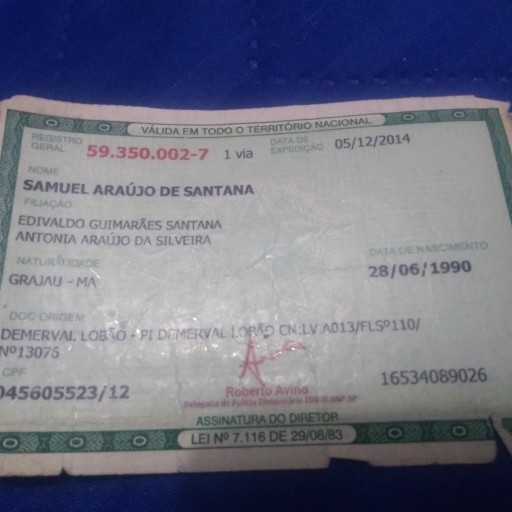 VÁLIDA EM TODO O TERRITÓRIO NACIONAL
REGISTRO GERAL 59.350.002-7 1 via DATA DE EXPEDIÇÃO 05/12/2014
NOME
SAMUEL ARAÚJO DE SANTANA
FILIAÇÃO
EDIVALDO GUIMARÃES SANTANA
ANTONIA ARAÚJO DA SILVEIRA
NATURALIDADE DATA DE NASCIMENTO
GRAJAU - MA 28/06/1990
DOC ORIGEM
DEMERVAL LOBÃO - PI DEMERVAL LOBÃO CN:LV.A013/FLSº110/
Nº13075
CPF
045605523/12 16534089026
Roberto Avino
Delegado de Polícia
ASSINATURA DO DIRETOR
LEI Nº 7.116 DE 29/08/83